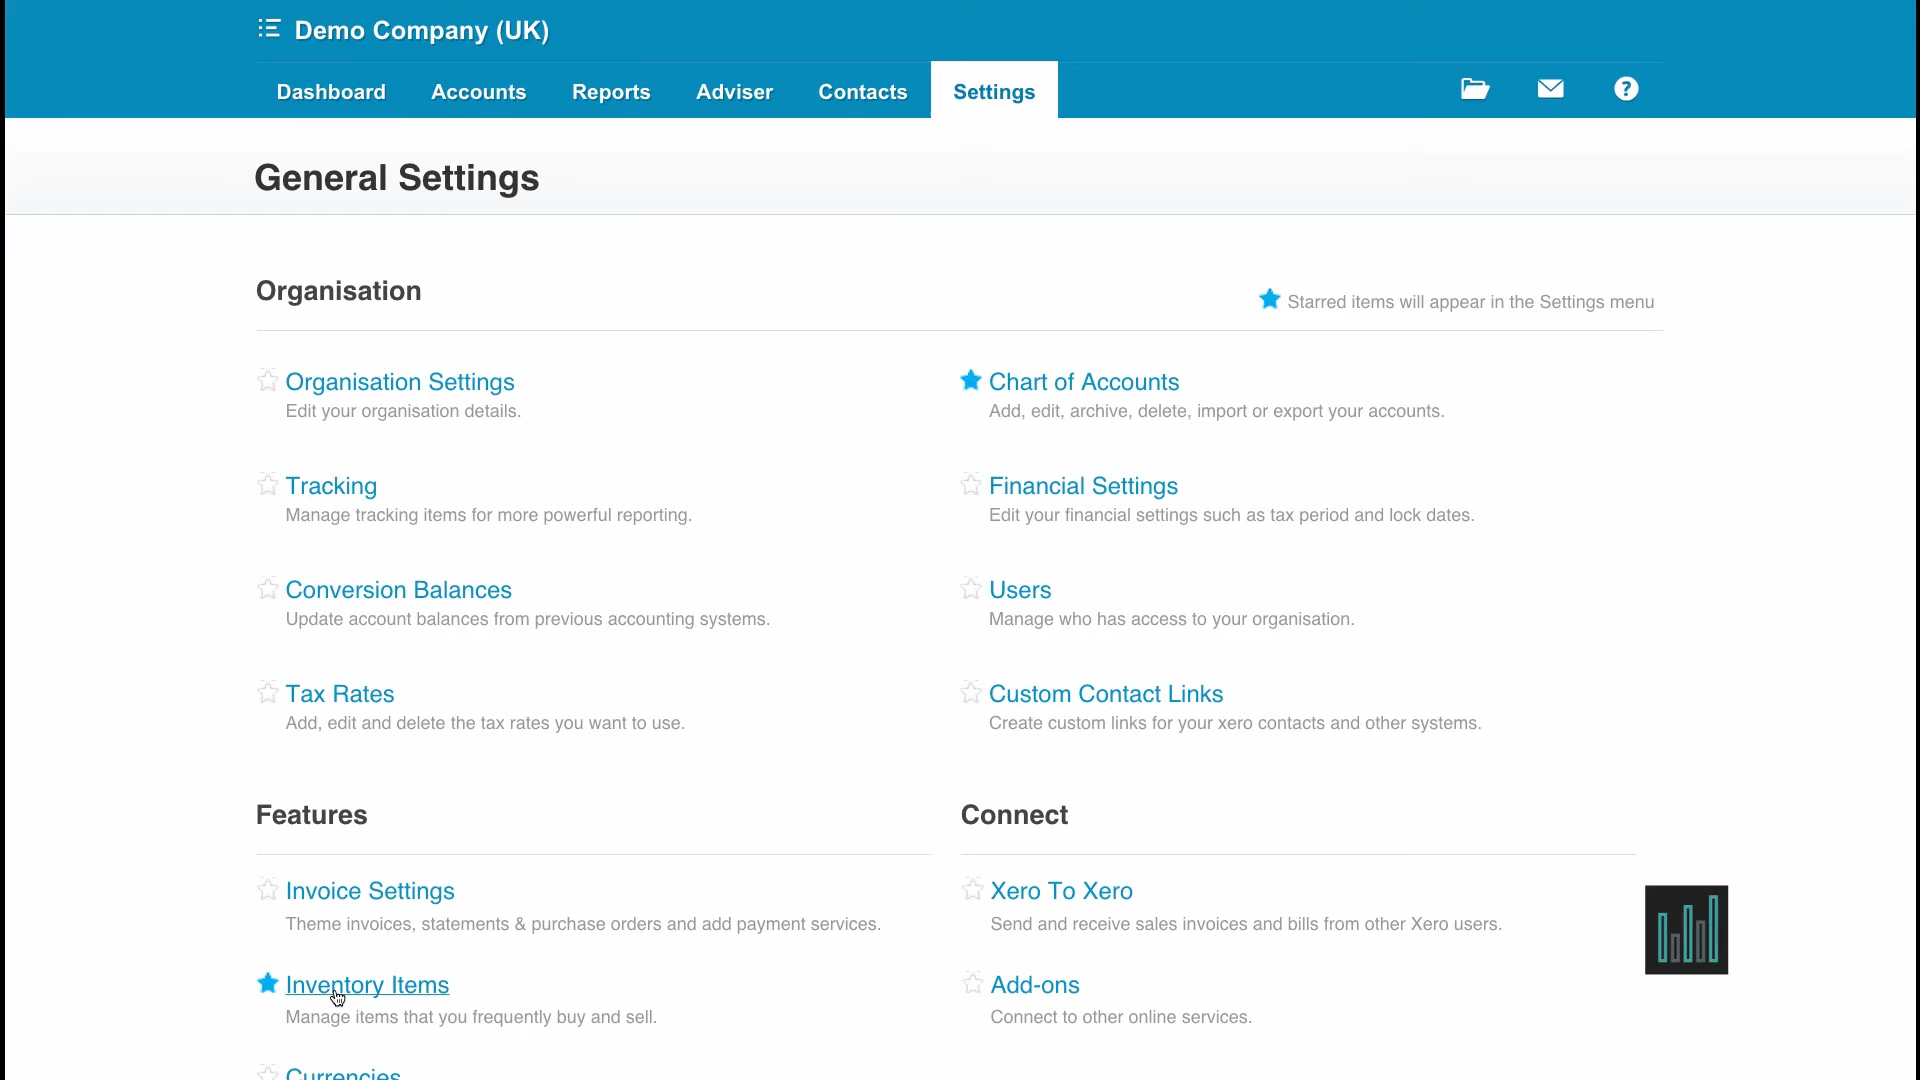 Demo Company (UK)
Dashboard Accounts Reports Adviser Contacts Settings
General Settings
Organisation
Starred items will appear in the Settings menu
Organisation Settings
Edit your organisation details.
Chart of Accounts
Add, edit, archive, delete, import or export your accounts.
Tracking
Manage tracking items for more powerful reporting.
Financial Settings
Edit your financial settings such as tax period and lock dates.
Conversion Balances
Update account balances from previous accounting systems.
Users
Manage who has access to your organisation.
Tax Rates
Add, edit and delete the tax rates you want to use.
Custom Contact Links
Create custom links for your xero contacts and other systems.
Features
Invoice Settings
Theme invoices, statements & purchase orders and add payment services.
Inventory Items
Manage items that you frequently buy and sell.
Currencies
Connect
Xero To Xero
Send and receive sales invoices and bills from other Xero users.
Add-ons
Connect to other online services.